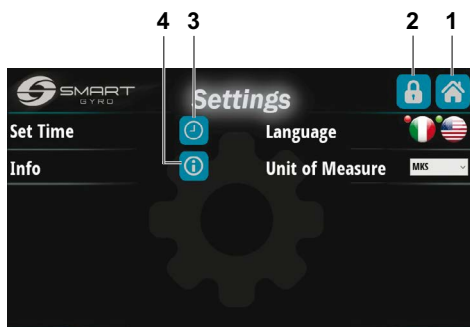 4 3 2 1
SMART
GYRO
Settings
Set Time Language
Info Unit of Measure MKS